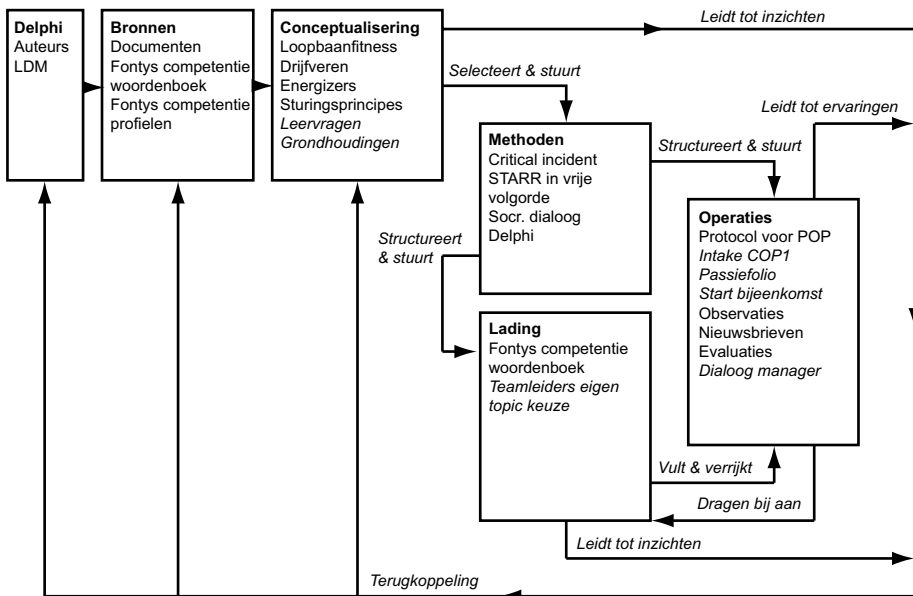 Delphi
Auteurs
LDM
Bronnen
Documenten
Fontys competentie
woordenboek
Fontys competentie
profielen
Conceptualisering
Loopbaanfitness
Drijfveren
Energizers
Sturingsprincipes
Leervragen
Grondhoudingen
Leidt tot inzichten
Selecteert & stuurt
Leidt tot ervaringen
Methoden
Critical incident
STARR in vrije
volgorde
Socr. dialoog
Delphi
Structureert & stuurt
Operaties
Protocol voor POP
Intake COP1
Passiefolio
Start bijeenkomst
Observaties
Nieuwsbrieven
Evaluaties
Dialoog manager
Structureert
& stuurt
Lading
Fontys competentie
woordenboek
Teamleiders eigen
topic keuze
Vult & verrijkt
Dragen bij aan
Leidt tot inzichten
Terugkoppeling